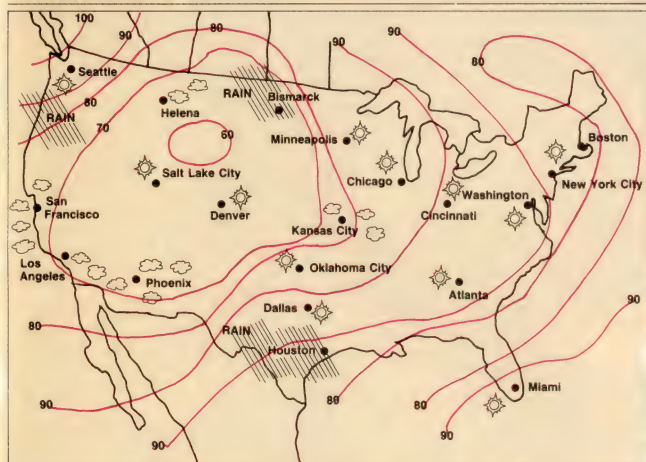 100
90
80
90
90
80
Seattle
RAIN
80
70
Helena
RAIN
Bismarck
60
Minneapolis
Boston
Salt Lake City
Chicago
Washington
New York City
San
Francisco
Denver
Kansas City
Cincinnati
Los
Angeles
Phoenix
Oklahoma City
Atlanta
Dallas
80
RAIN
Houston
90
90
80
80
90
90
Miami